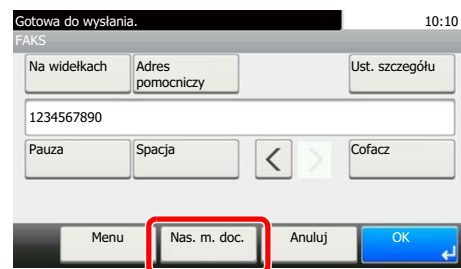 Gotowa do wysłania. 10:10
FAKS
Na widełkach Adres pomocniczy Ust. szczegółu
1234567890
Pauza Spacja < > Cofacz
Menu Nas. m. doc. Anuluj OK